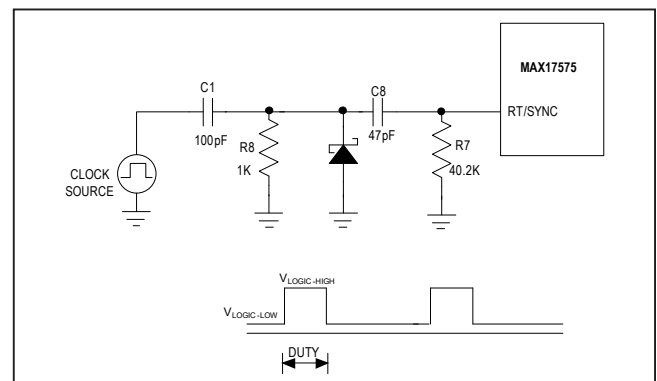 MAX17575
RT/SYNC
C1
100pF
R8
1K
C8
47pF
R7
40.2K
CLOCK
SOURCE
VLOGIC-HIGH
VLOGIC-LOW
DUTY